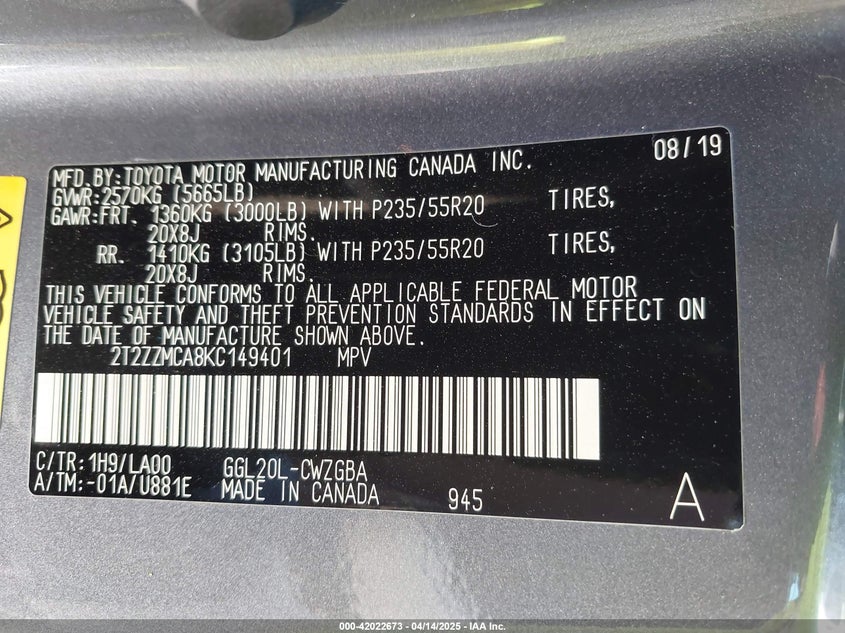 MFD.BY:TOYOTA MOTOR MANUFACTURING CANADA INC. 08/19
GVWR:2570KG (5665LB)
GAWR:FRT. 1360KG (3000LB) WITH P235/55R20 TIRES,
20X8J RIMS.
RR. 1410KG (3105LB) WITH P235/55R20 TIRES,
20X8J RIMS.
THIS VEHICLE CONFORMS TO ALL APPLICABLE FEDERAL MOTOR
VEHICLE SAFETY AND THEFT PREVENTION STANDARDS IN EFFECT ON
THE DATE OF MANUFACTURE SHOWN ABOVE.
2T2ZZMCA8KC149401 MPV
C/TR:1H9/LA00 GGL20L-CWZGBA
A/TM:-01A/U881E MADE IN CANADA 945 A
000-42022673 - 04/14/2025 - IAA Inc.